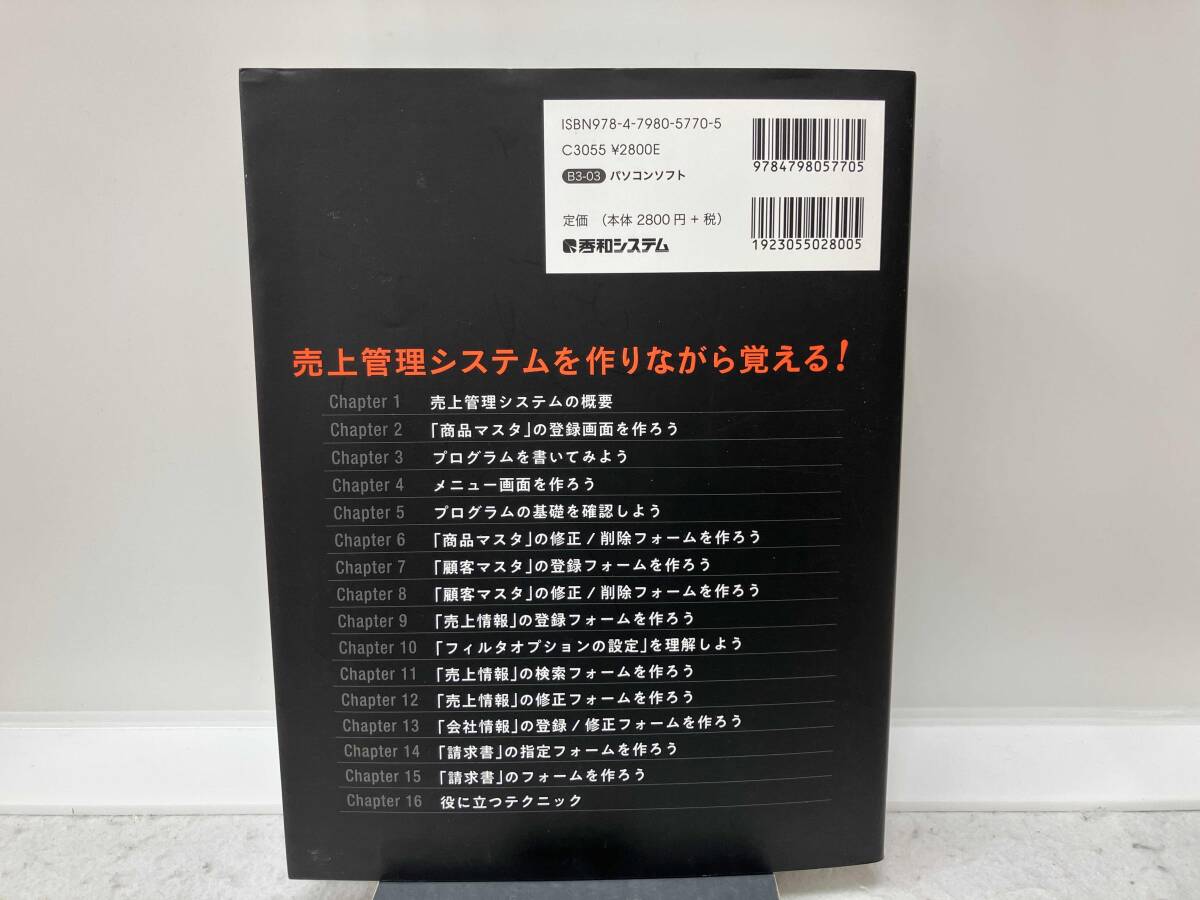 ISBN978-4-7980-5770-5
C3055 ¥2800E
B3-03 パソコンソフト
定価 (本体 2800 円 + 税)
秀和システム
9784798057705
1923055028005
売上管理システムを作りながら覚える!
Chapter 1 売上管理システムの概要
Chapter 2 「商品マスタ」の登録画面を作ろう
Chapter 3 プログラムを書いてみよう
Chapter 4 メニュー画面を作ろう
Chapter 5 プログラムの基礎を確認しよう
Chapter 6 「商品マスタ」の修正 / 削除フォームを作ろう
Chapter 7 「顧客マスタ」の登録フォームを作ろう
Chapter 8 「顧客マスタ」の修正 / 削除フォームを作ろう
Chapter 9 「売上情報」の登録フォームを作ろう
Chapter 10 「フィルタオプションの設定」を理解しよう
Chapter 11 「売上情報」の検索フォームを作ろう
Chapter 12 「売上情報」の修正フォームを作ろう
Chapter 13 「会社情報」の登録 / 修正フォームを作ろう
Chapter 14 「請求書」の指定フォームを作ろう
Chapter 15 「請求書」のフォームを作ろう
Chapter 16 役に立つテクニック